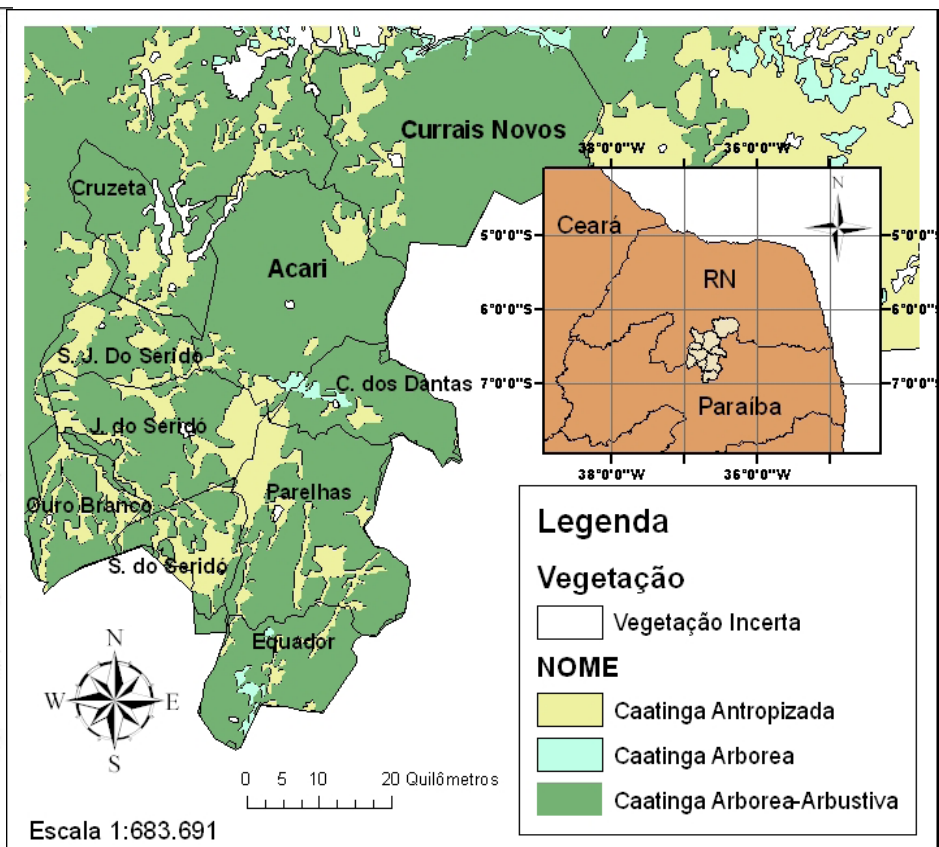 Currais Novos
Cruzeta
Acari
S. J. Do Seridó
C. dos Dantas
J. do Seridó
Parelhas
Ouro Branco
S. do Seridó
Equador
38°0'0"W 36°0'0"W
N
Ceará
5°0'0"S 5°0'0"S
RN
6°0'0"S 6°0'0"S
7°0'0"S 7°0'0"S
Paraíba
38°0'0"W 36°0'0"W
Legenda
Vegetação
Vegetação Incerta
NOME
Caatinga Antropizada
Caatinga Arborea
Caatinga Arborea-Arbustiva
N
W E
S
0 5 10 20 Quilômetros
Escala 1:683.691